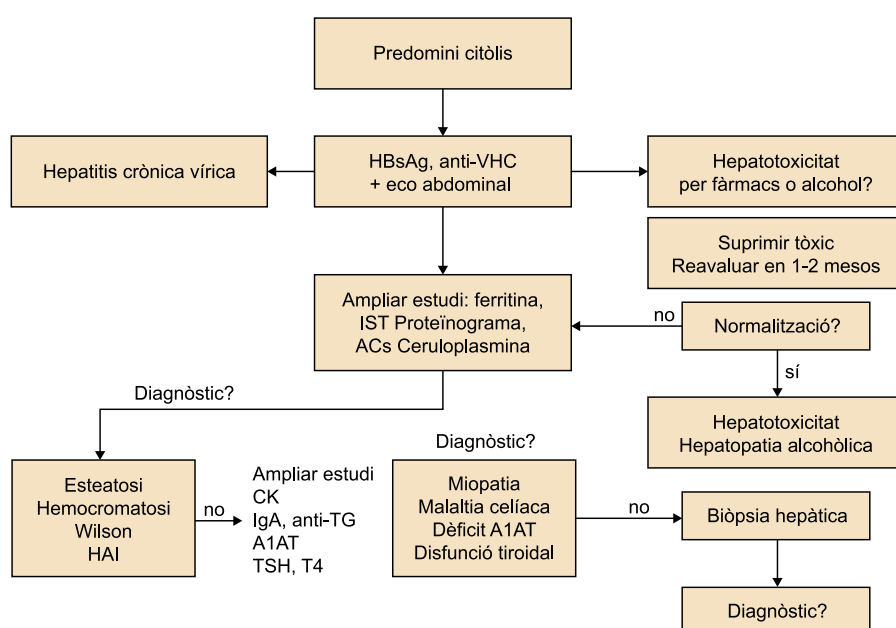 Predomini citòlis
Hepatitis crònica vírica
HBsAg, anti-VHC
+ eco abdominal
Hepatotoxicitat
per fàrmacs o alcohol?
Suprimir tòxic
Reavaluar en 1-2 mesos
Ampliar estudi: ferritina,
IST Proteïnograma,
ACs Ceruloplasmina
no
Normalització?
sí
Hepatotoxicitat
Hepatopatia alcohòlica
Diagnòstic?
Esteatosi
Hemocromatosi
Wilson
HAI
no
Ampliar estudi
CK
IgA, anti-TG
A1AT
TSH, T4
Diagnòstic?
Miopatia
Malaltia celíaca
Dèficit A1AT
Disfunció tiroidal
no
Biòpsia hepàtica
Diagnòstic?